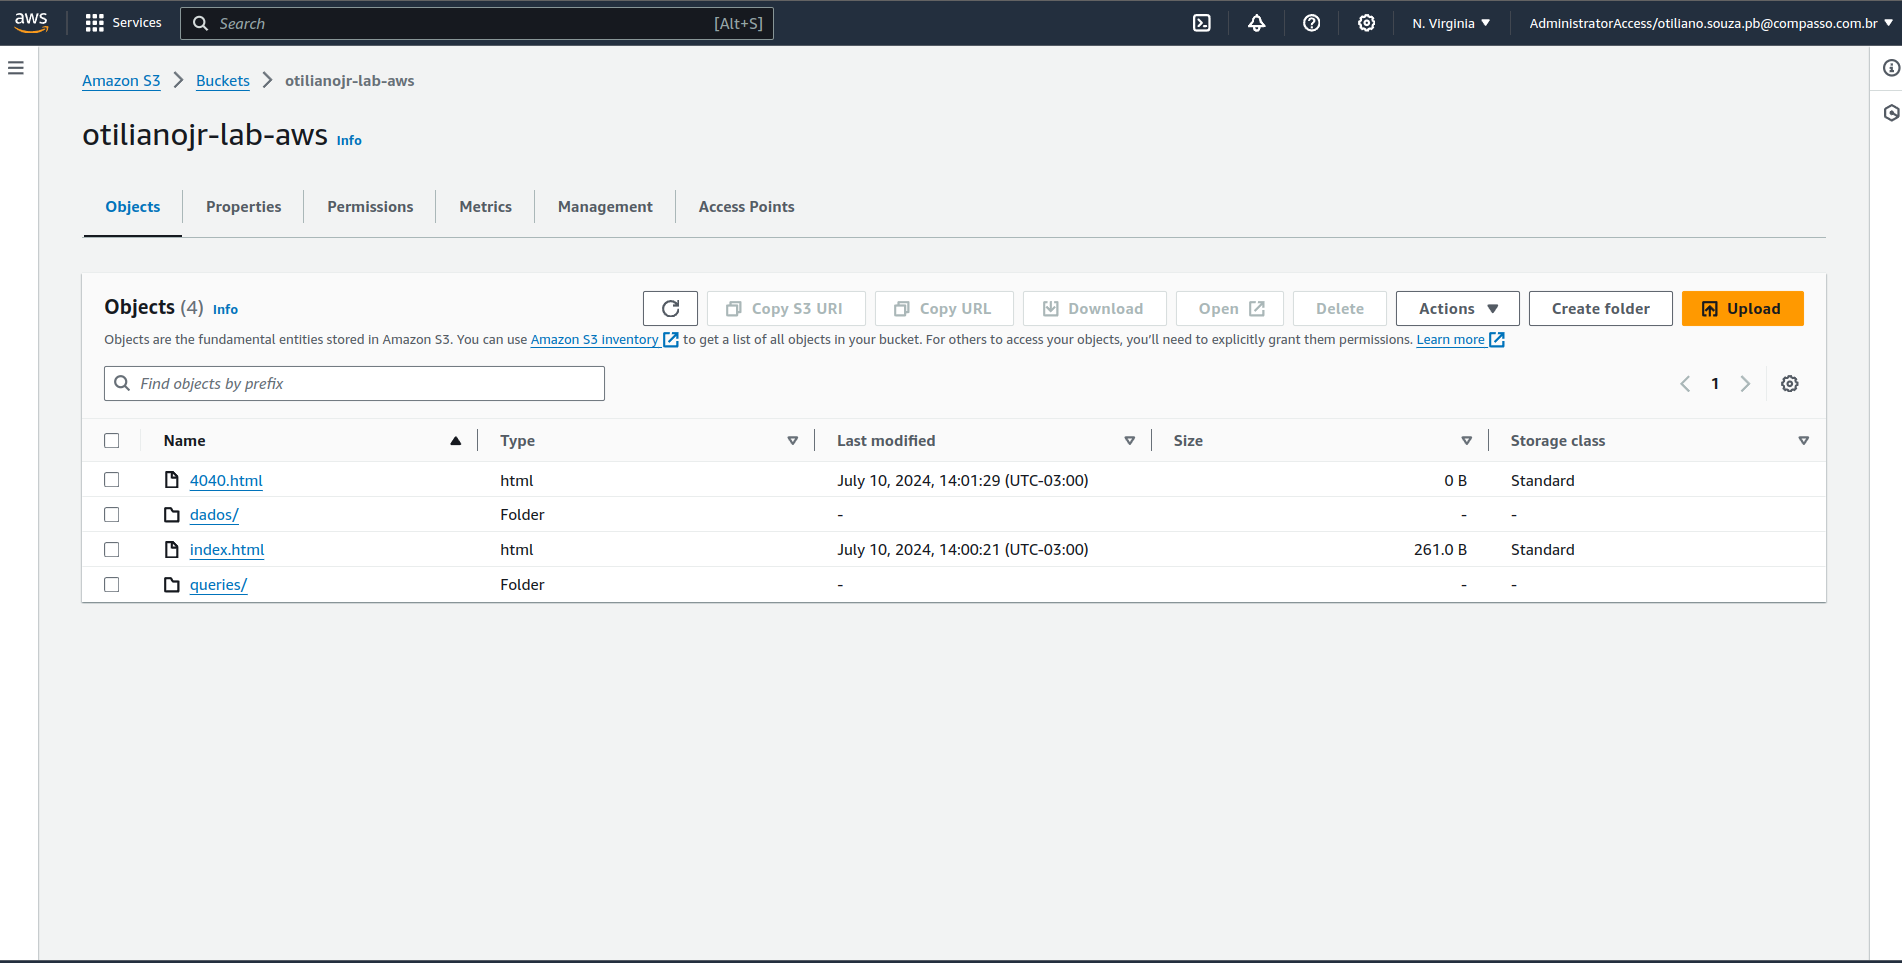 aws Services Search [Alt+S] N. Virginia AdministratorAccess/otiliano.souza.pb@compasso.com.br
Amazon S3 Buckets otilianojr-lab-aws
otilianojr-lab-aws Info
Objects Properties Permissions Metrics Management Access Points
Objects (4) Info Copy S3 URI Copy URL Download Open Delete Actions Create folder Upload
Objects are the fundamental entities stored in Amazon S3. You can use Amazon S3 Inventory to get a list of all objects in your bucket. For others to access your objects, you'll need to explicitly grant them permissions. Learn more
Find objects by prefix 1
Name Type Last modified Size Storage class
4040.html html July 10, 2024, 14:01:29 (UTC-03:00) 0 B Standard
dados/ Folder - - -
index.html html July 10, 2024, 14:00:21 (UTC-03:00) 261.0 B Standard
queries/ Folder - - -